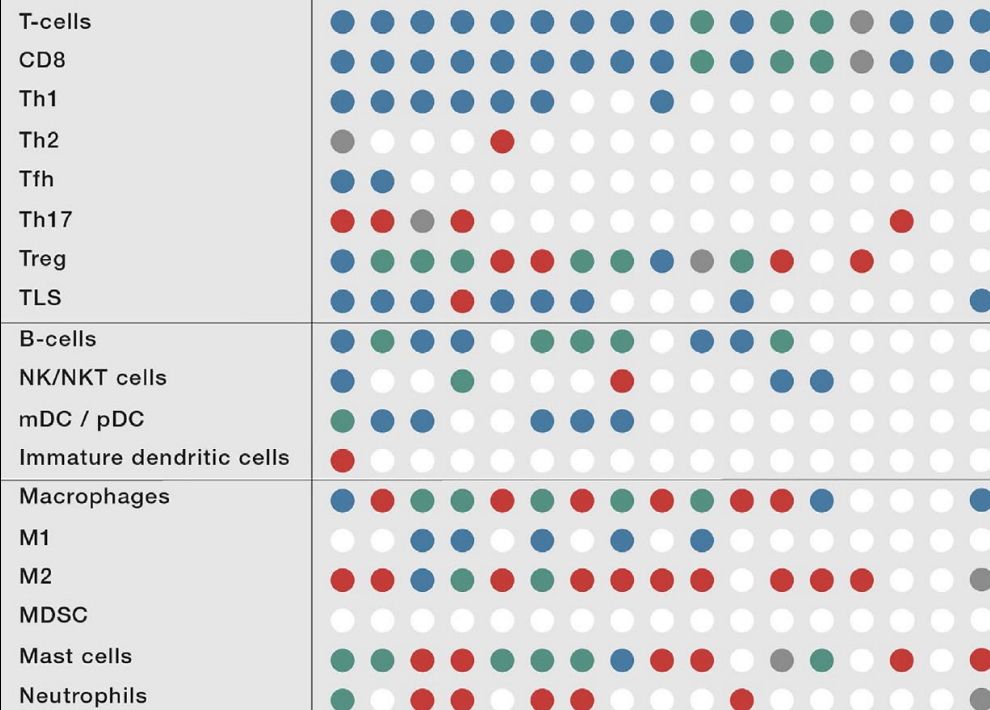 T-cells
CD8
Th1
Th2
Tfh
Th17
Treg
TLS
B-cells
NK/NKT cells
mDC / pDC
Immature dendritic cells
Macrophages
M1
M2
MDSC
Mast cells
Neutrophils